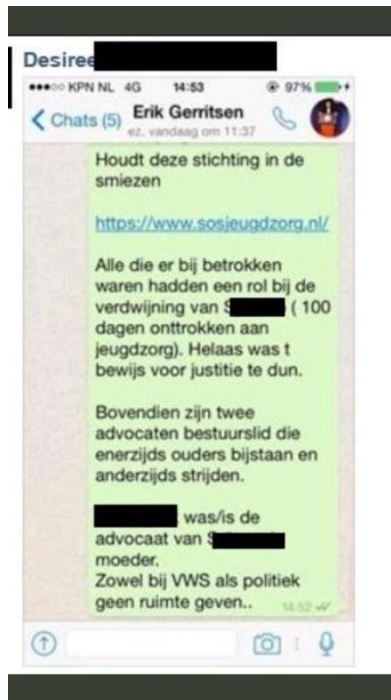 Desiree
KPN NL 4G 14:53 97%
Chats (5) Erik Gerritsen
ez. vandaag om 11:37
Houdt deze stichting in de
smiezen
https://www.sosjeugdzorg.nl/
Alle die er bij betrokken
waren hadden een rol bij de
verdwijning van S ( 100
dagen onttrokken aan
jeugdzorg). Helaas was t
bewijs voor justitie te dun.
Bovendien zijn twee
advocaten bestuurslid die
enerzijds ouders bijstaan en
anderzijds strijden.
was/is de
advocaat van S
moeder.
Zowel bij VWS als politiek
geen ruimte geven..
14:52